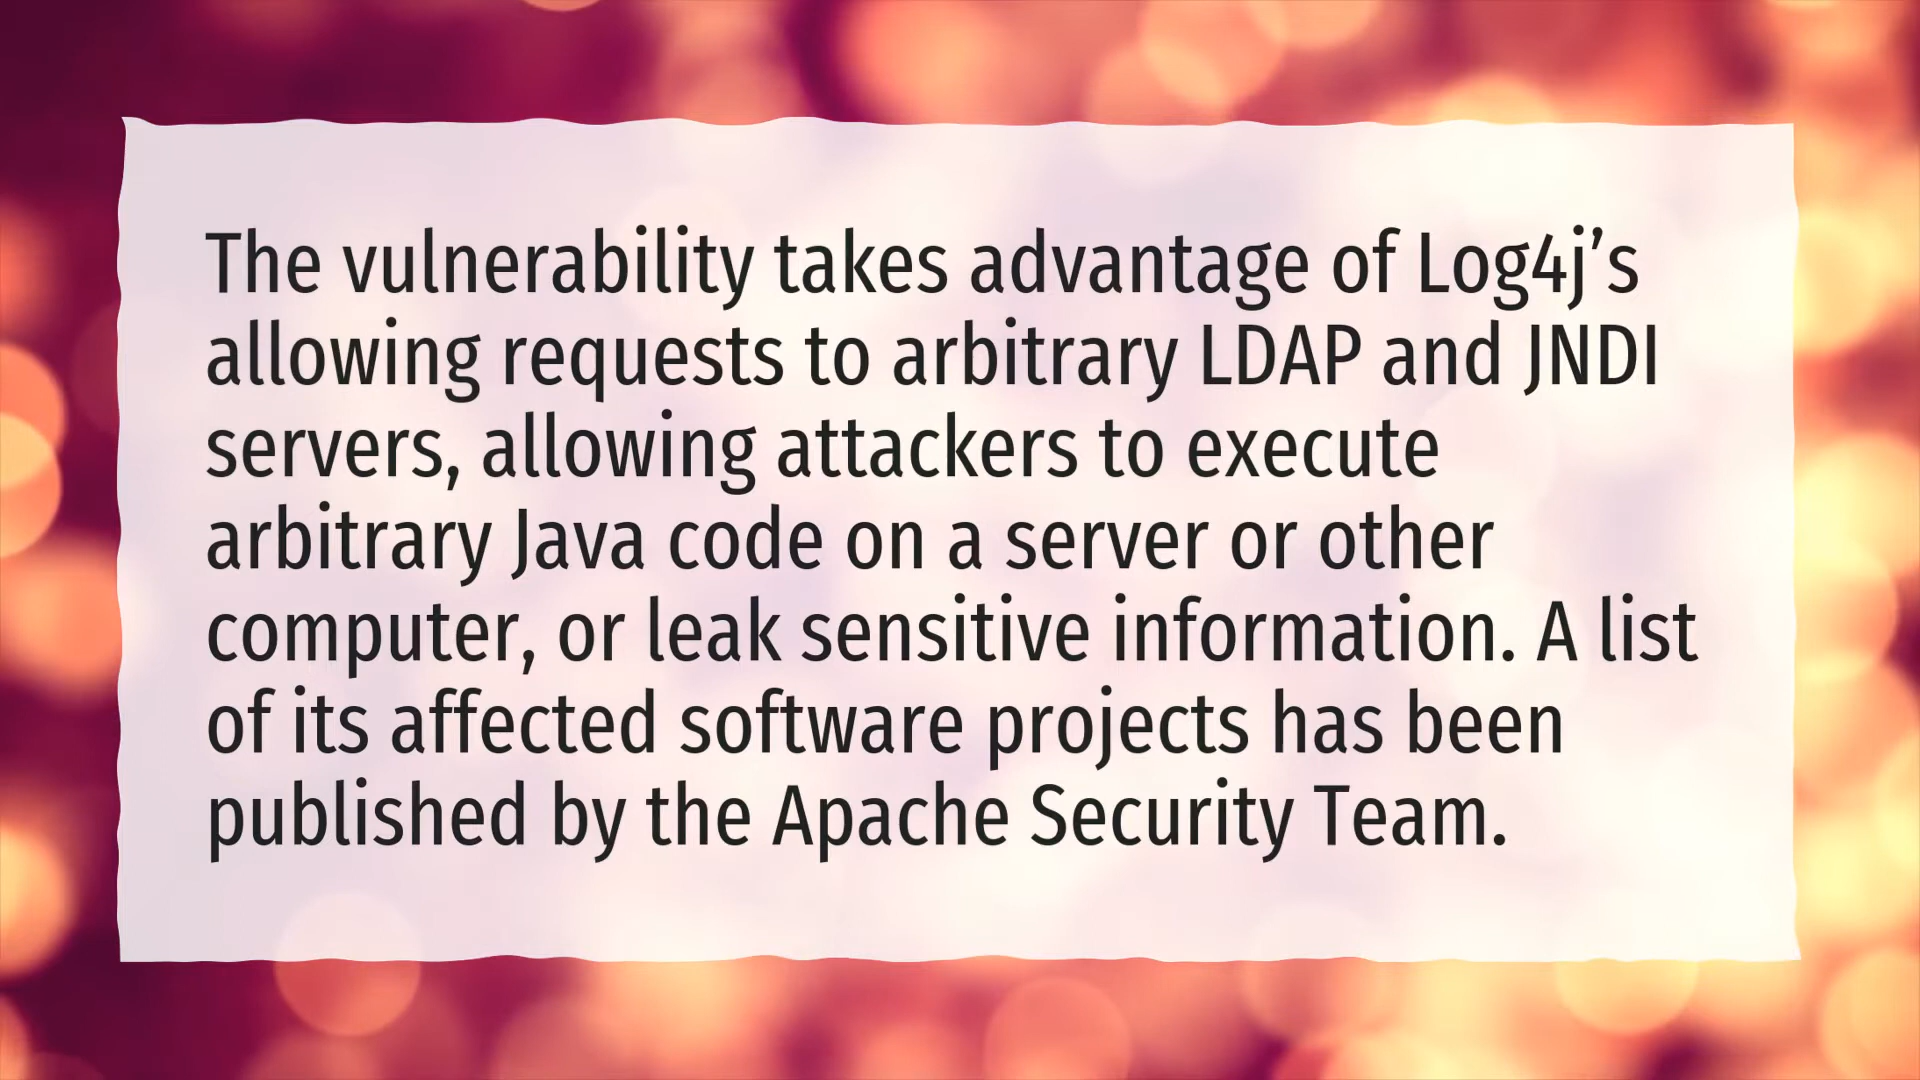 The vulnerability takes advantage of Log4j’s
allowing requests to arbitrary LDAP and JNDI
servers, allowing attackers to execute
arbitrary Java code on a server or other
computer, or leak sensitive information. A list
of its affected software projects has been
published by the Apache Security Team.